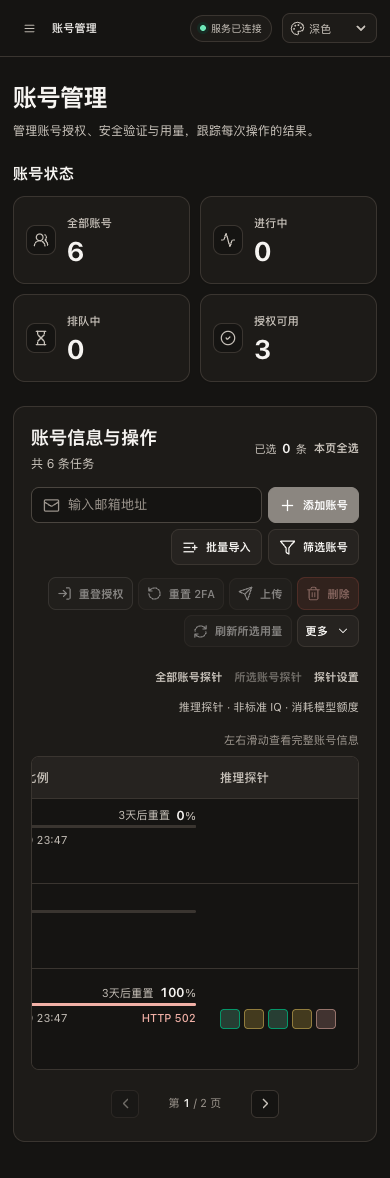 账号管理
服务已连接
深色
账号管理
管理账号授权、安全验证与用量，跟踪每次操作的结果。
账号状态
全部账号
6
进行中
0
排队中
0
授权可用
3
账号信息与操作
共 6 条任务
已选 0 条 本页全选
输入邮箱地址
添加账号
批量导入
筛选账号
重登授权
重置 2FA
上传
删除
刷新所选用量
更多
全部账号探针 所选账号探针 探针设置
推理探针 · 非标准 IQ · 消耗模型额度
左右滑动查看完整账号信息
例 推理探针
3天后重置 0%
23:47
3天后重置 100%
23:47 HTTP 502
第 1 / 2 页